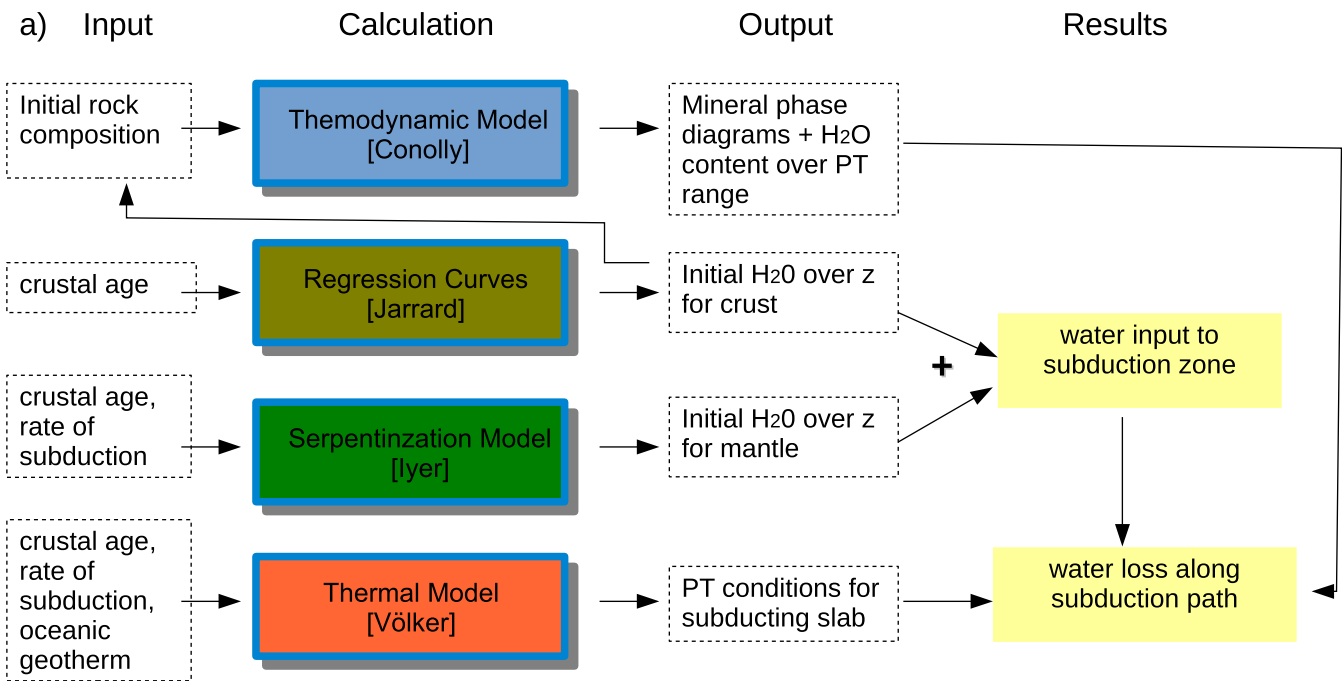 a) Input Calculation Output Results
Initial rock
composition
Themodynamic Model
[Conolly]
Mineral phase
diagrams + H2O
content over PT
range
crustal age
Regression Curves
[Jarrard]
Initial H20 over z
for crust
water input to
subduction zone
+
crustal age,
rate of
subduction
Serpentinzation Model
[Iyer]
Initial H20 over z
for mantle
crustal age,
rate of
subduction,
oceanic
geotherm
Thermal Model
[Völker]
PT conditions for
subducting slab
water loss along
subduction path